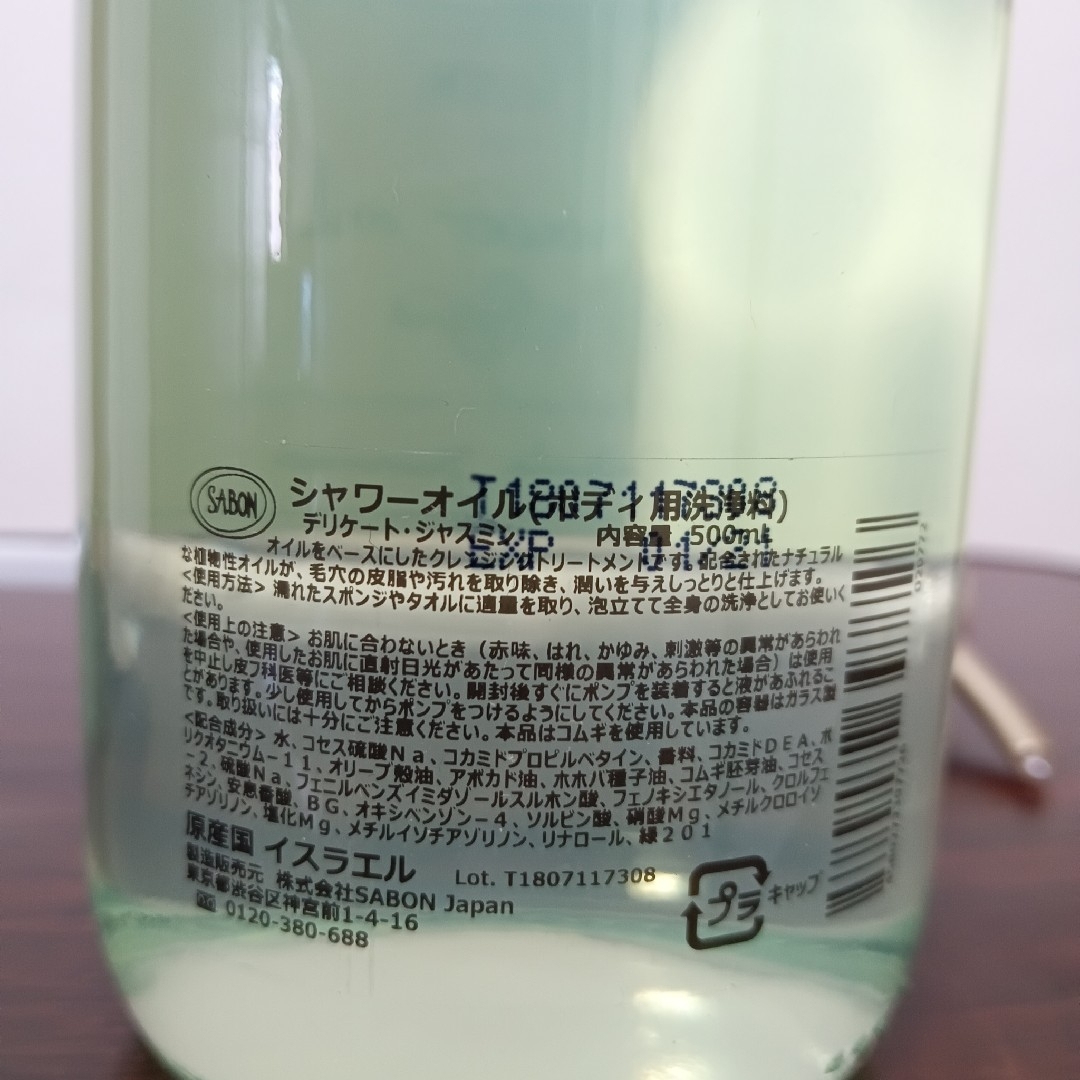 SABON
シャワーオイル(ボディ用洗浄料)
デリケート・ジャスミン 内容量 500mL
T1807117308
EXP
オイルをベースにしたクレンジングトリートメントです。配合されたナチュラル
な植物性オイルが、毛穴の皮脂や汚れを取り除き、潤いを与えしっとりと仕上げます。
<使用方法> 濡れたスポンジやタオルに適量を取り、泡立てて全身の洗浄としてお使いく
ださい。
<使用上の注意> お肌に合わないとき（赤味、はれ、かゆみ、刺激等の異常があらわれ
た場合や、使用したお肌に直射日光があたって同様の異常があらわれた場合）は使用
を中止し皮フ科医等にご相談ください。開封後すぐにポンプを装着すると液があふれるこ
とがあります。少し使用してからポンプをつけるようにしてください。本品の容器はガラス製
です。取り扱いには十分にご注意ください。本品はコムギを使用しています。
<配合成分> 水、コセス硫酸Ｎａ、コカミドプロピルベタイン、香料、コカミドＤＥＡ、ポ
リクオタニウム－１１、オリーブ殻油、アボカド油、ホホバ種子油、コムギ胚芽油、コセス
－２、硫酸Ｎａ、フェニルベンズイミダゾールスルホン酸、フェノキシエタノール、クロルフェ
ネシン、安息香酸、ＢＧ、オキシベンゾン－４、ソルビン酸、硝酸Ｍｇ、メチルクロロイソ
チアゾリノン、塩化Ｍｇ、メチルイソチアゾリノン、リナロール、緑２０１
原産国 イスラエル
製造販売元 株式会社SABON Japan
東京都渋谷区神宮前1-4-16
0120-380-688
Lot. T1807117308
プラ キャップ